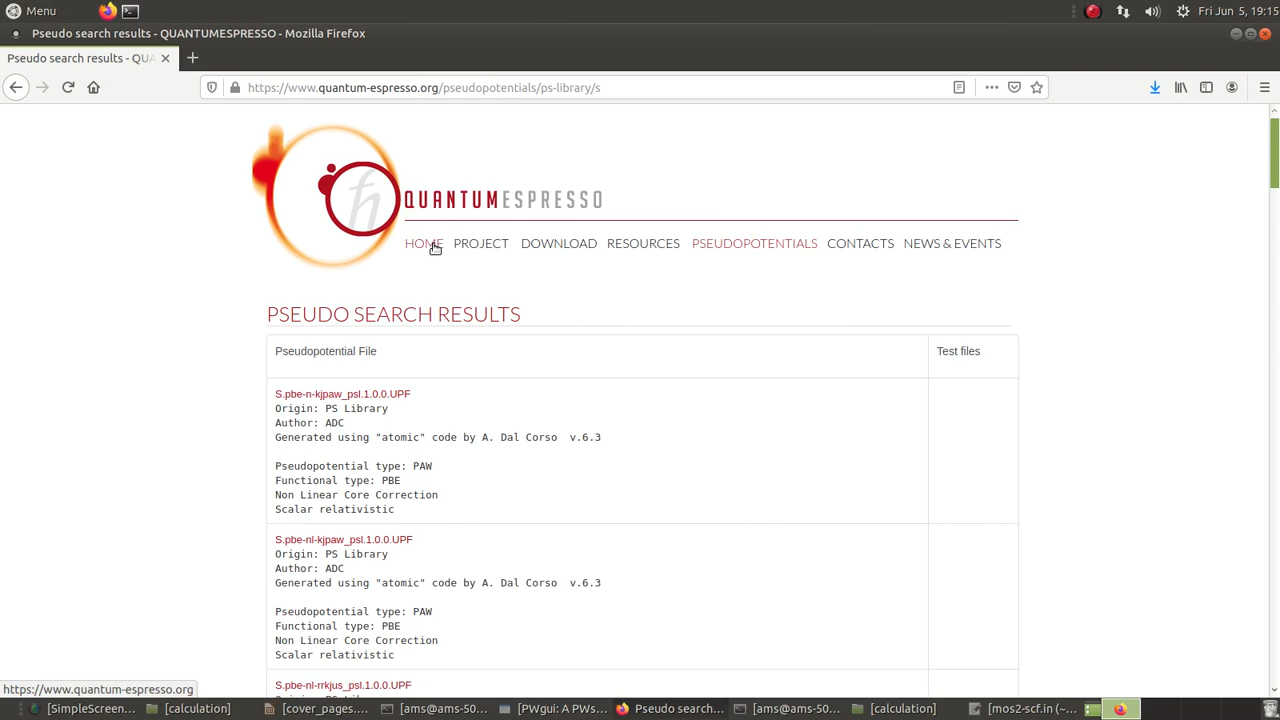 Menu
Fri Jun 5, 19:15
Pseudo search results - QUANTUMESPRESSO - Mozilla Firefox
Pseudo search results - QUA
https://www.quantum-espresso.org/pseudopotentials/ps-library/s
QUANTUMESPRESSO
HOME PROJECT DOWNLOAD RESOURCES PSEUDOPOTENTIALS CONTACTS NEWS & EVENTS
PSEUDO SEARCH RESULTS
Pseudopotential File
Test files
S.pbe-n-kjpaw_psl.1.0.0.UPF
Origin: PS Library
Author: ADC
Generated using "atomic" code by A. Dal Corso v.6.3
Pseudopotential type: PAW
Functional type: PBE
Non Linear Core Correction
Scalar relativistic
S.pbe-nl-kjpaw_psl.1.0.0.UPF
Origin: PS Library
Author: ADC
Generated using "atomic" code by A. Dal Corso v.6.3
Pseudopotential type: PAW
Functional type: PBE
Non Linear Core Correction
Scalar relativistic
S.pbe-nl-rrkjus_psl.1.0.0.UPF
https://www.quantum-espresso.org
[SimpleScreen... [calculation] [cover_pages.... [ams@ams-50... [PWgui: A PWs... Pseudo search... [ams@ams-50... [calculation] [mos2-scf.in (~...